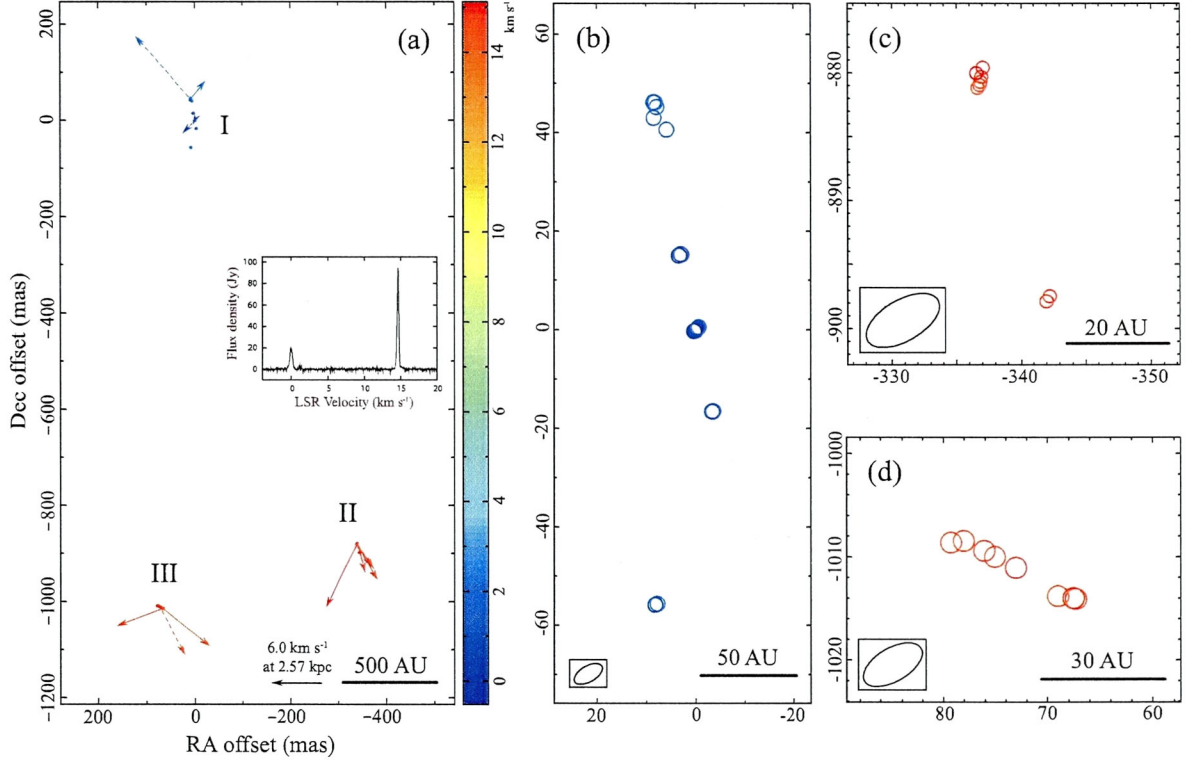 (a)
I
II
III
200
0
−200
−400
−600
−800
−1000
−1200
Dec offset (mas)
200
0
−200
−400
RA offset (mas)
6.0 km s⁻¹
at 2.57 kpc
500 AU
100
80
60
40
20
0
Flux density (Jy)
0
5
10
15
20
LSR Velocity (km s⁻¹)
km s⁻¹
14
12
10
8
6
4
2
0
(b)
60
40
20
0
-20
-40
-60
50 AU
20
0
-20
(c)
-880
-890
-900
20 AU
-330
-340
-350
(d)
-1000
-1010
-1020
30 AU
80
70
60